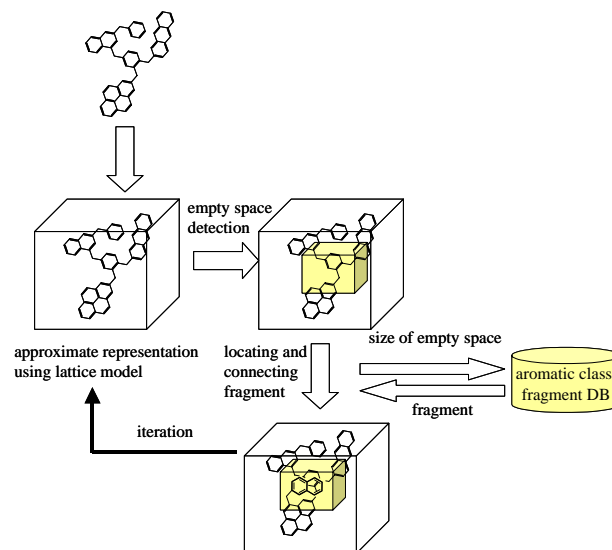 empty space
detection
approximate representation
using lattice model
locating and
connecting
fragment
size of empty space
fragment
aromatic class
fragment DB
iteration